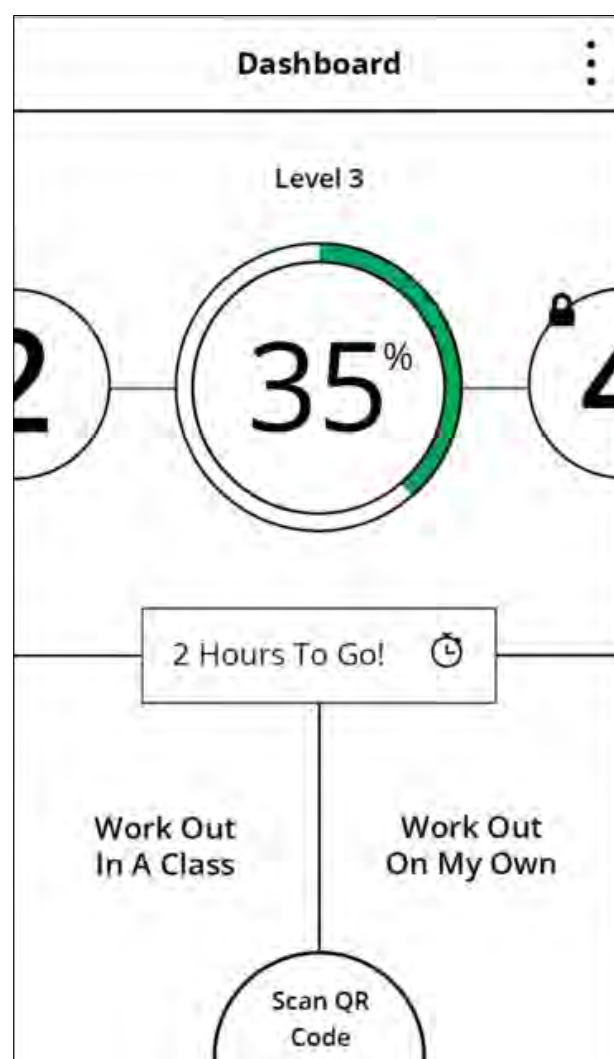 Dashboard
Level 3
2
35%
4
2 Hours To Go!
Work Out
In A Class
Work Out
On My Own
Scan QR
Code